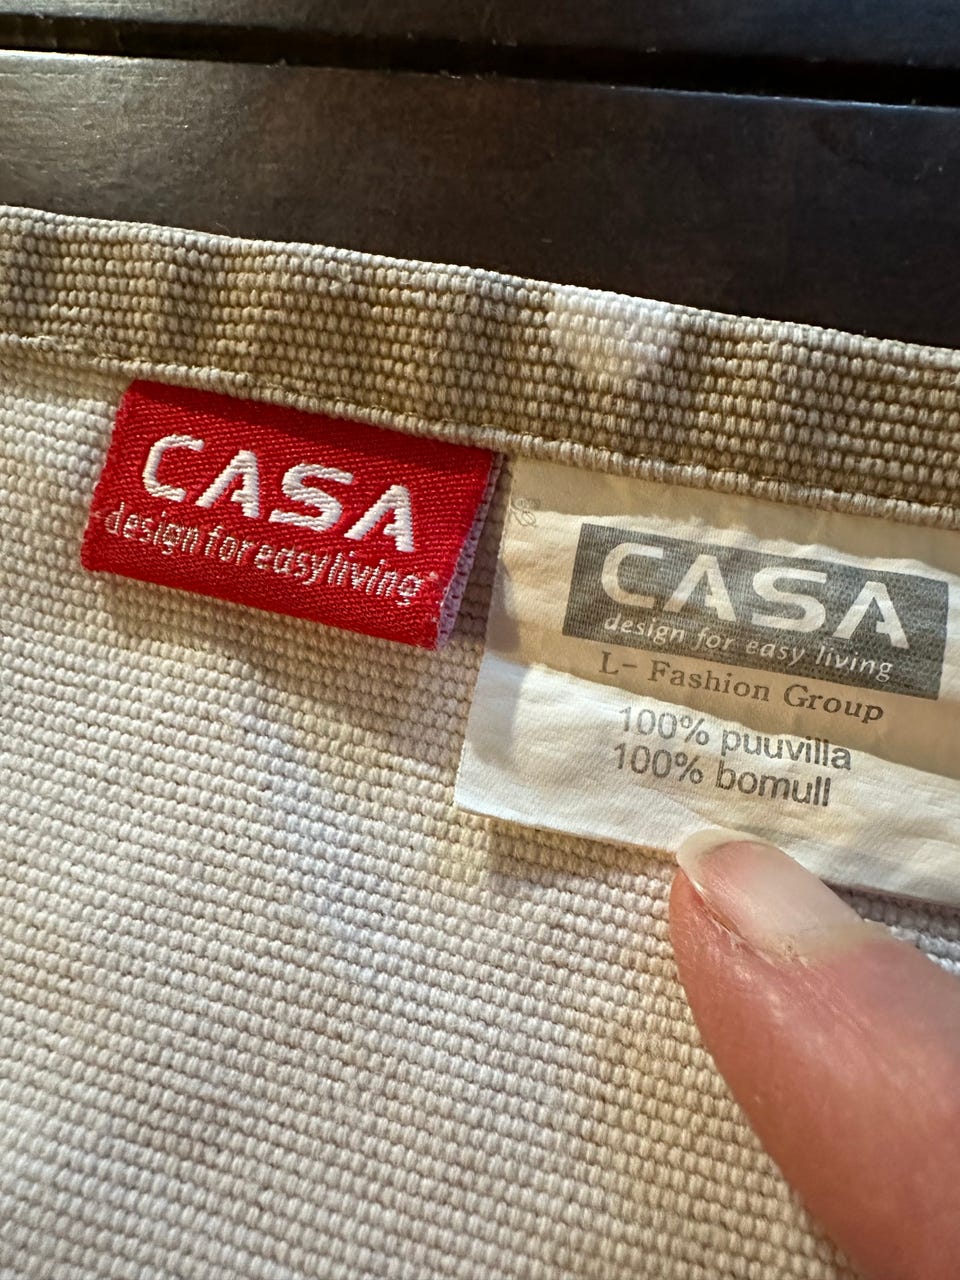 CASA
design for easy living
CASA
design for easy living
L- Fashion Group
100% puuvilla
100% bomull